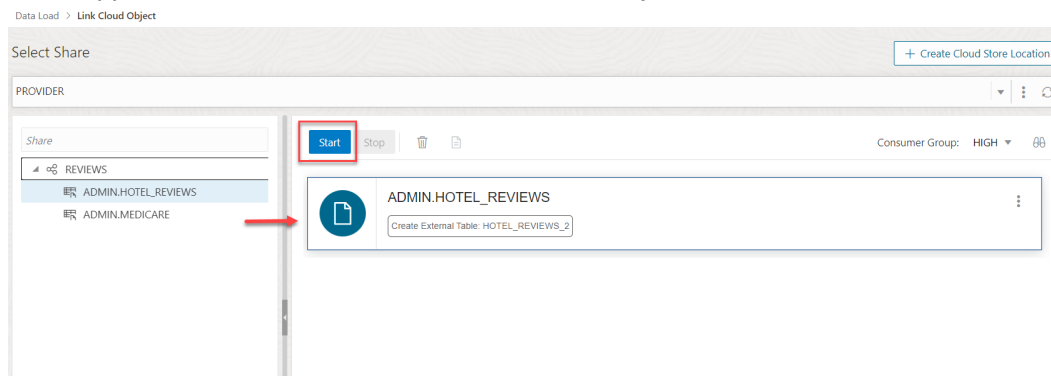 Data Load > Link Cloud Object
Select Share
+ Create Cloud Store Location
PROVIDER
Share
REVIEWS
ADMIN.HOTEL_REVIEWS
ADMIN.MEDICARE
Start Stop
Consumer Group: HIGH
ADMIN.HOTEL_REVIEWS
Create External Table: HOTEL_REVIEWS_2